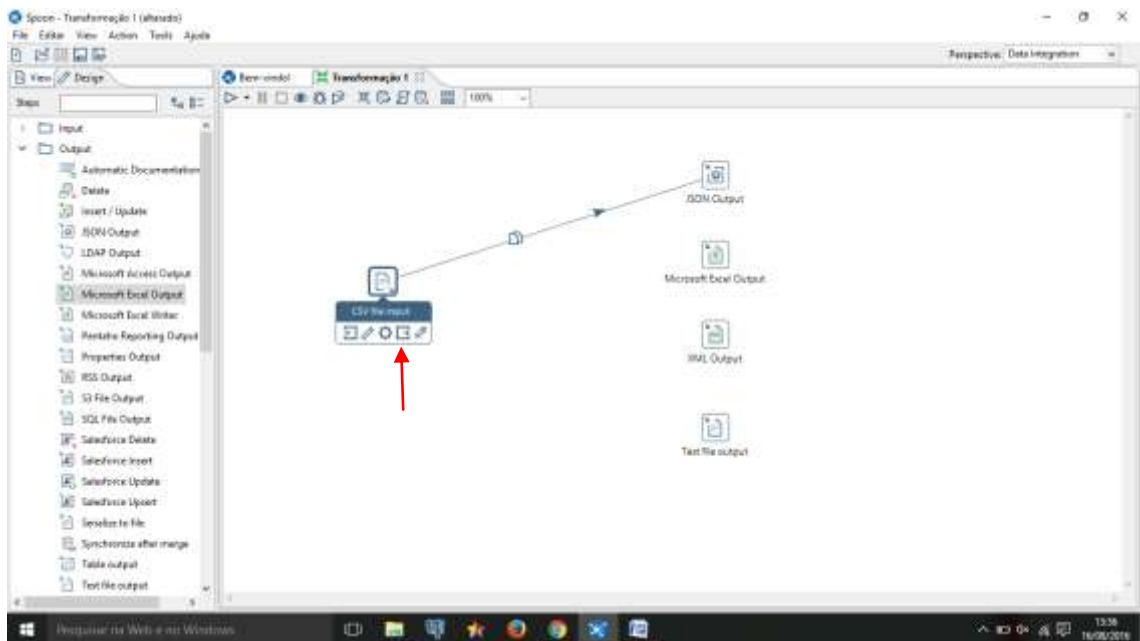 Spoon - Transformação 1 (alterado)
File Editar View Action Tools Ajuda
Perspective: Data Integration
View Design
Bem-vindo!
Transformação 1
Steps
100%
Input
Output
Automatic Documentation
Delete
Insert / Update
JSON Output
LDAP Output
Microsoft Access Output
Microsoft Excel Output
Microsoft Excel Writer
Pentaho Reporting Output
Properties Output
RSS Output
S3 File Output
SQL File Output
Salesforce Delete
Salesforce Insert
Salesforce Update
Salesforce Upsert
Serialize to file
Synchronize after merge
Table output
Text file output
CSV file input
JSON Output
Microsoft Excel Output
XML Output
Text file output
Pesquisar na Web e no Windows